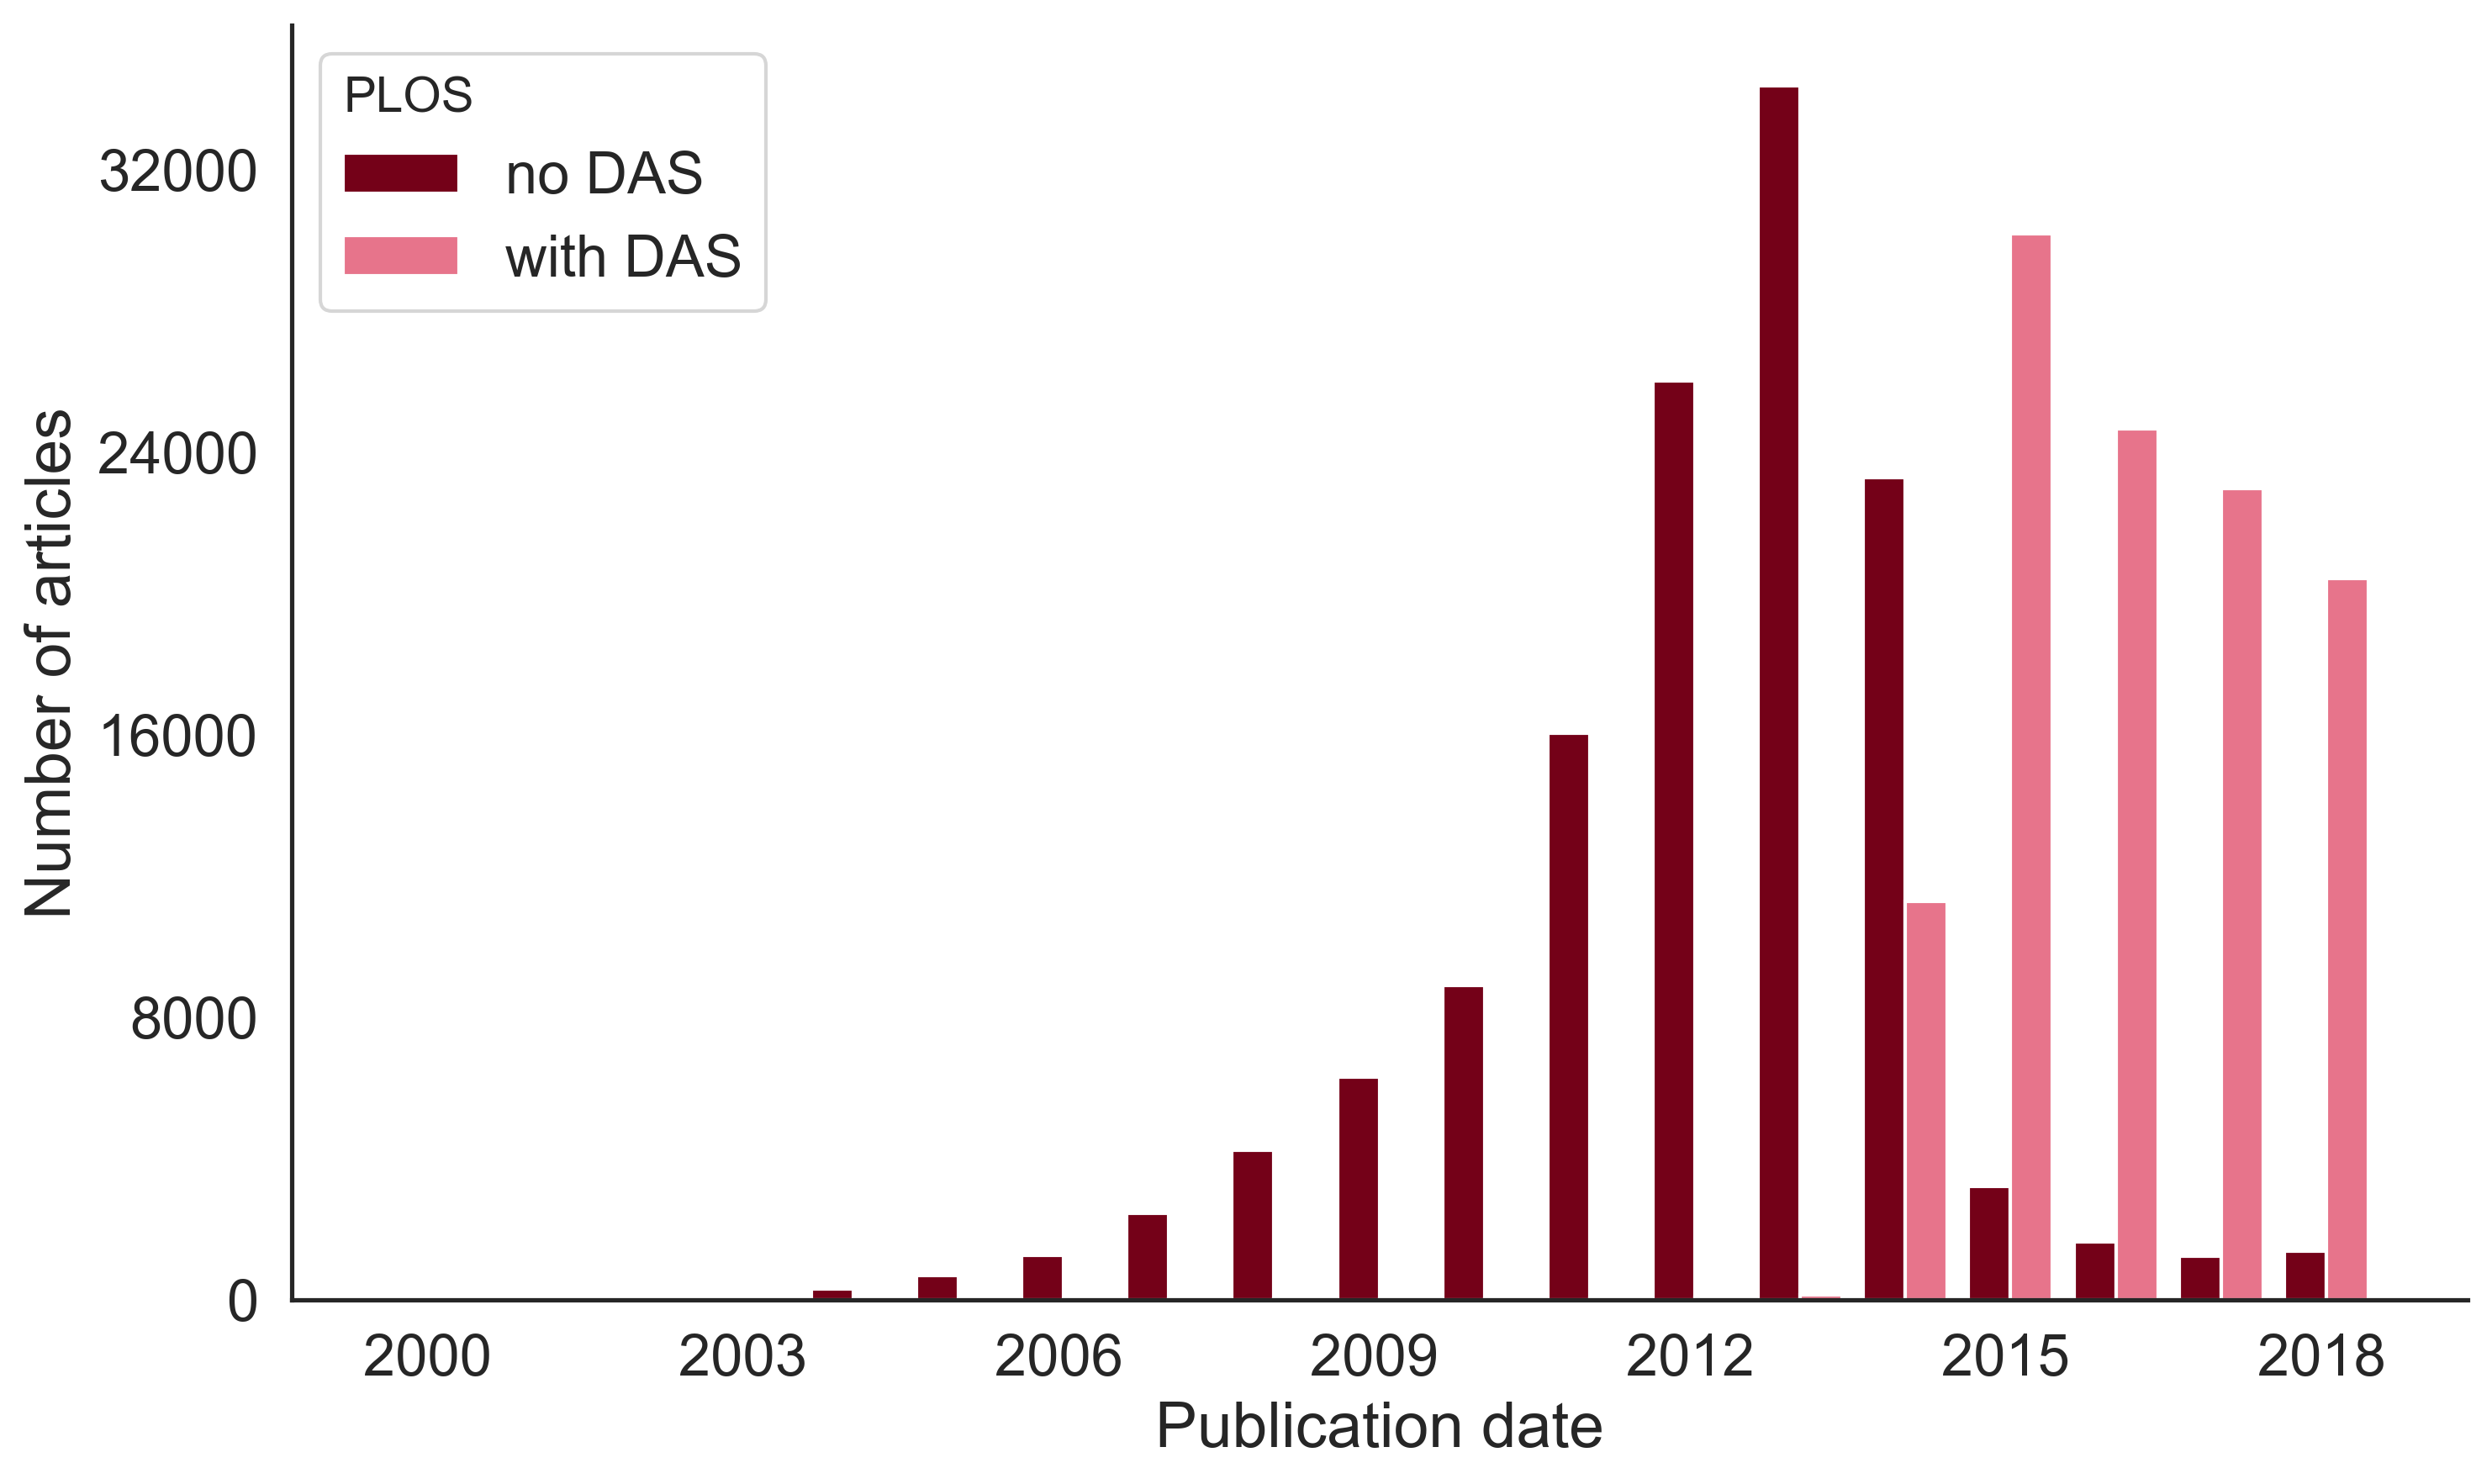 PLOS
no DAS
with DAS
Number of articles
32000
24000
16000
8000
0
2000 2003 2006 2009 2012 2015 2018
Publication date